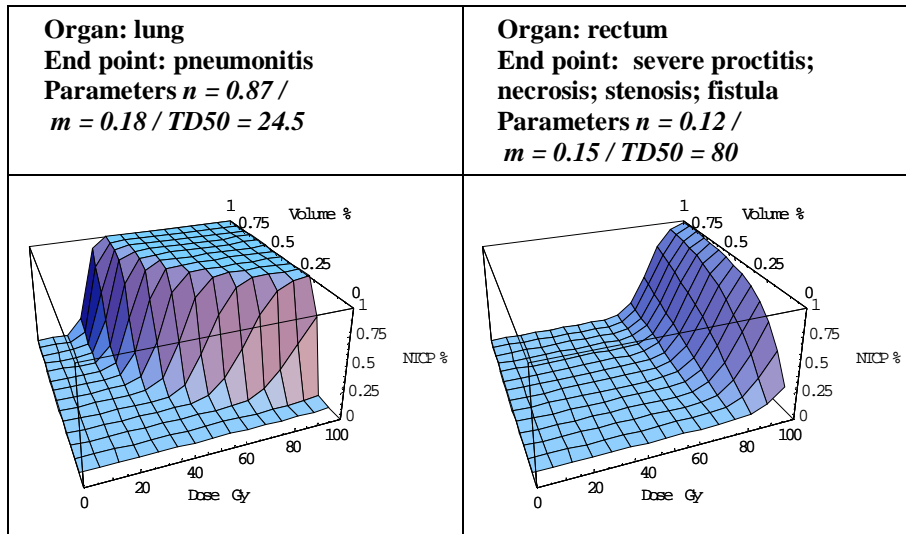 Organ: lung
End point: pneumonitis
Parameters n = 0.87 /
m = 0.18 / TD50 = 24.5
Organ: rectum
End point: severe proctitis;
necrosis; stenosis; fistula
Parameters n = 0.12 /
m = 0.15 / TD50 = 80
1
Volume %
0.75
0.5
0.25
0
1
0.75
NTCP %
0.5
0.25
0
100
80
60
40
20
0
Dose Gy
1
Volume %
0.75
0.5
0.25
0
1
0.75
NTCP %
0.5
0.25
0
100
80
60
40
20
0
Dose Gy